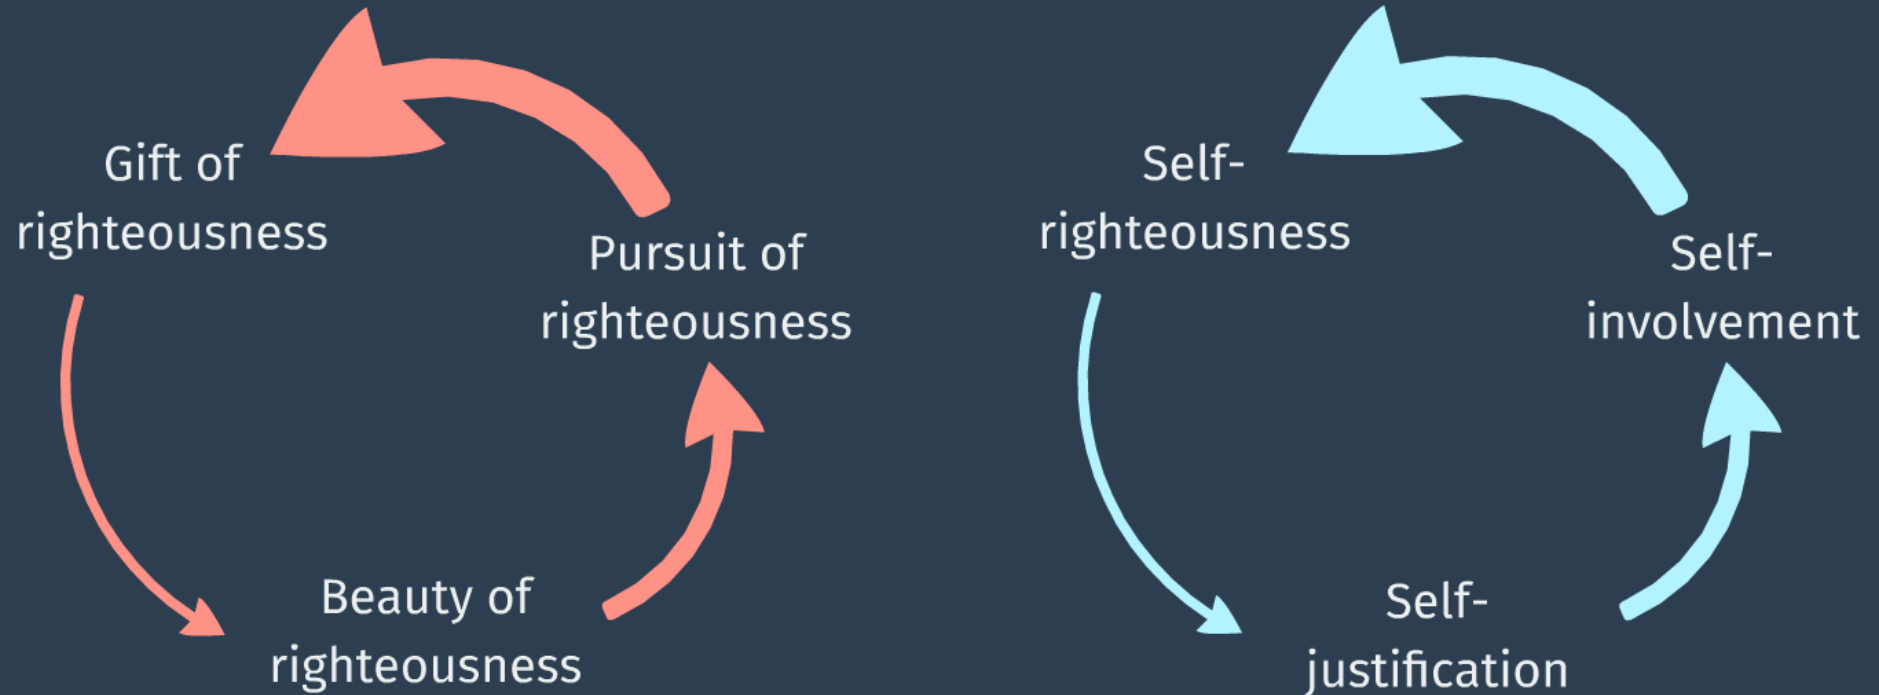 Gift of
righteousness
Pursuit of
righteousness
Beauty of
righteousness
Self-
righteousness
Self-
involvement
Self-
justification